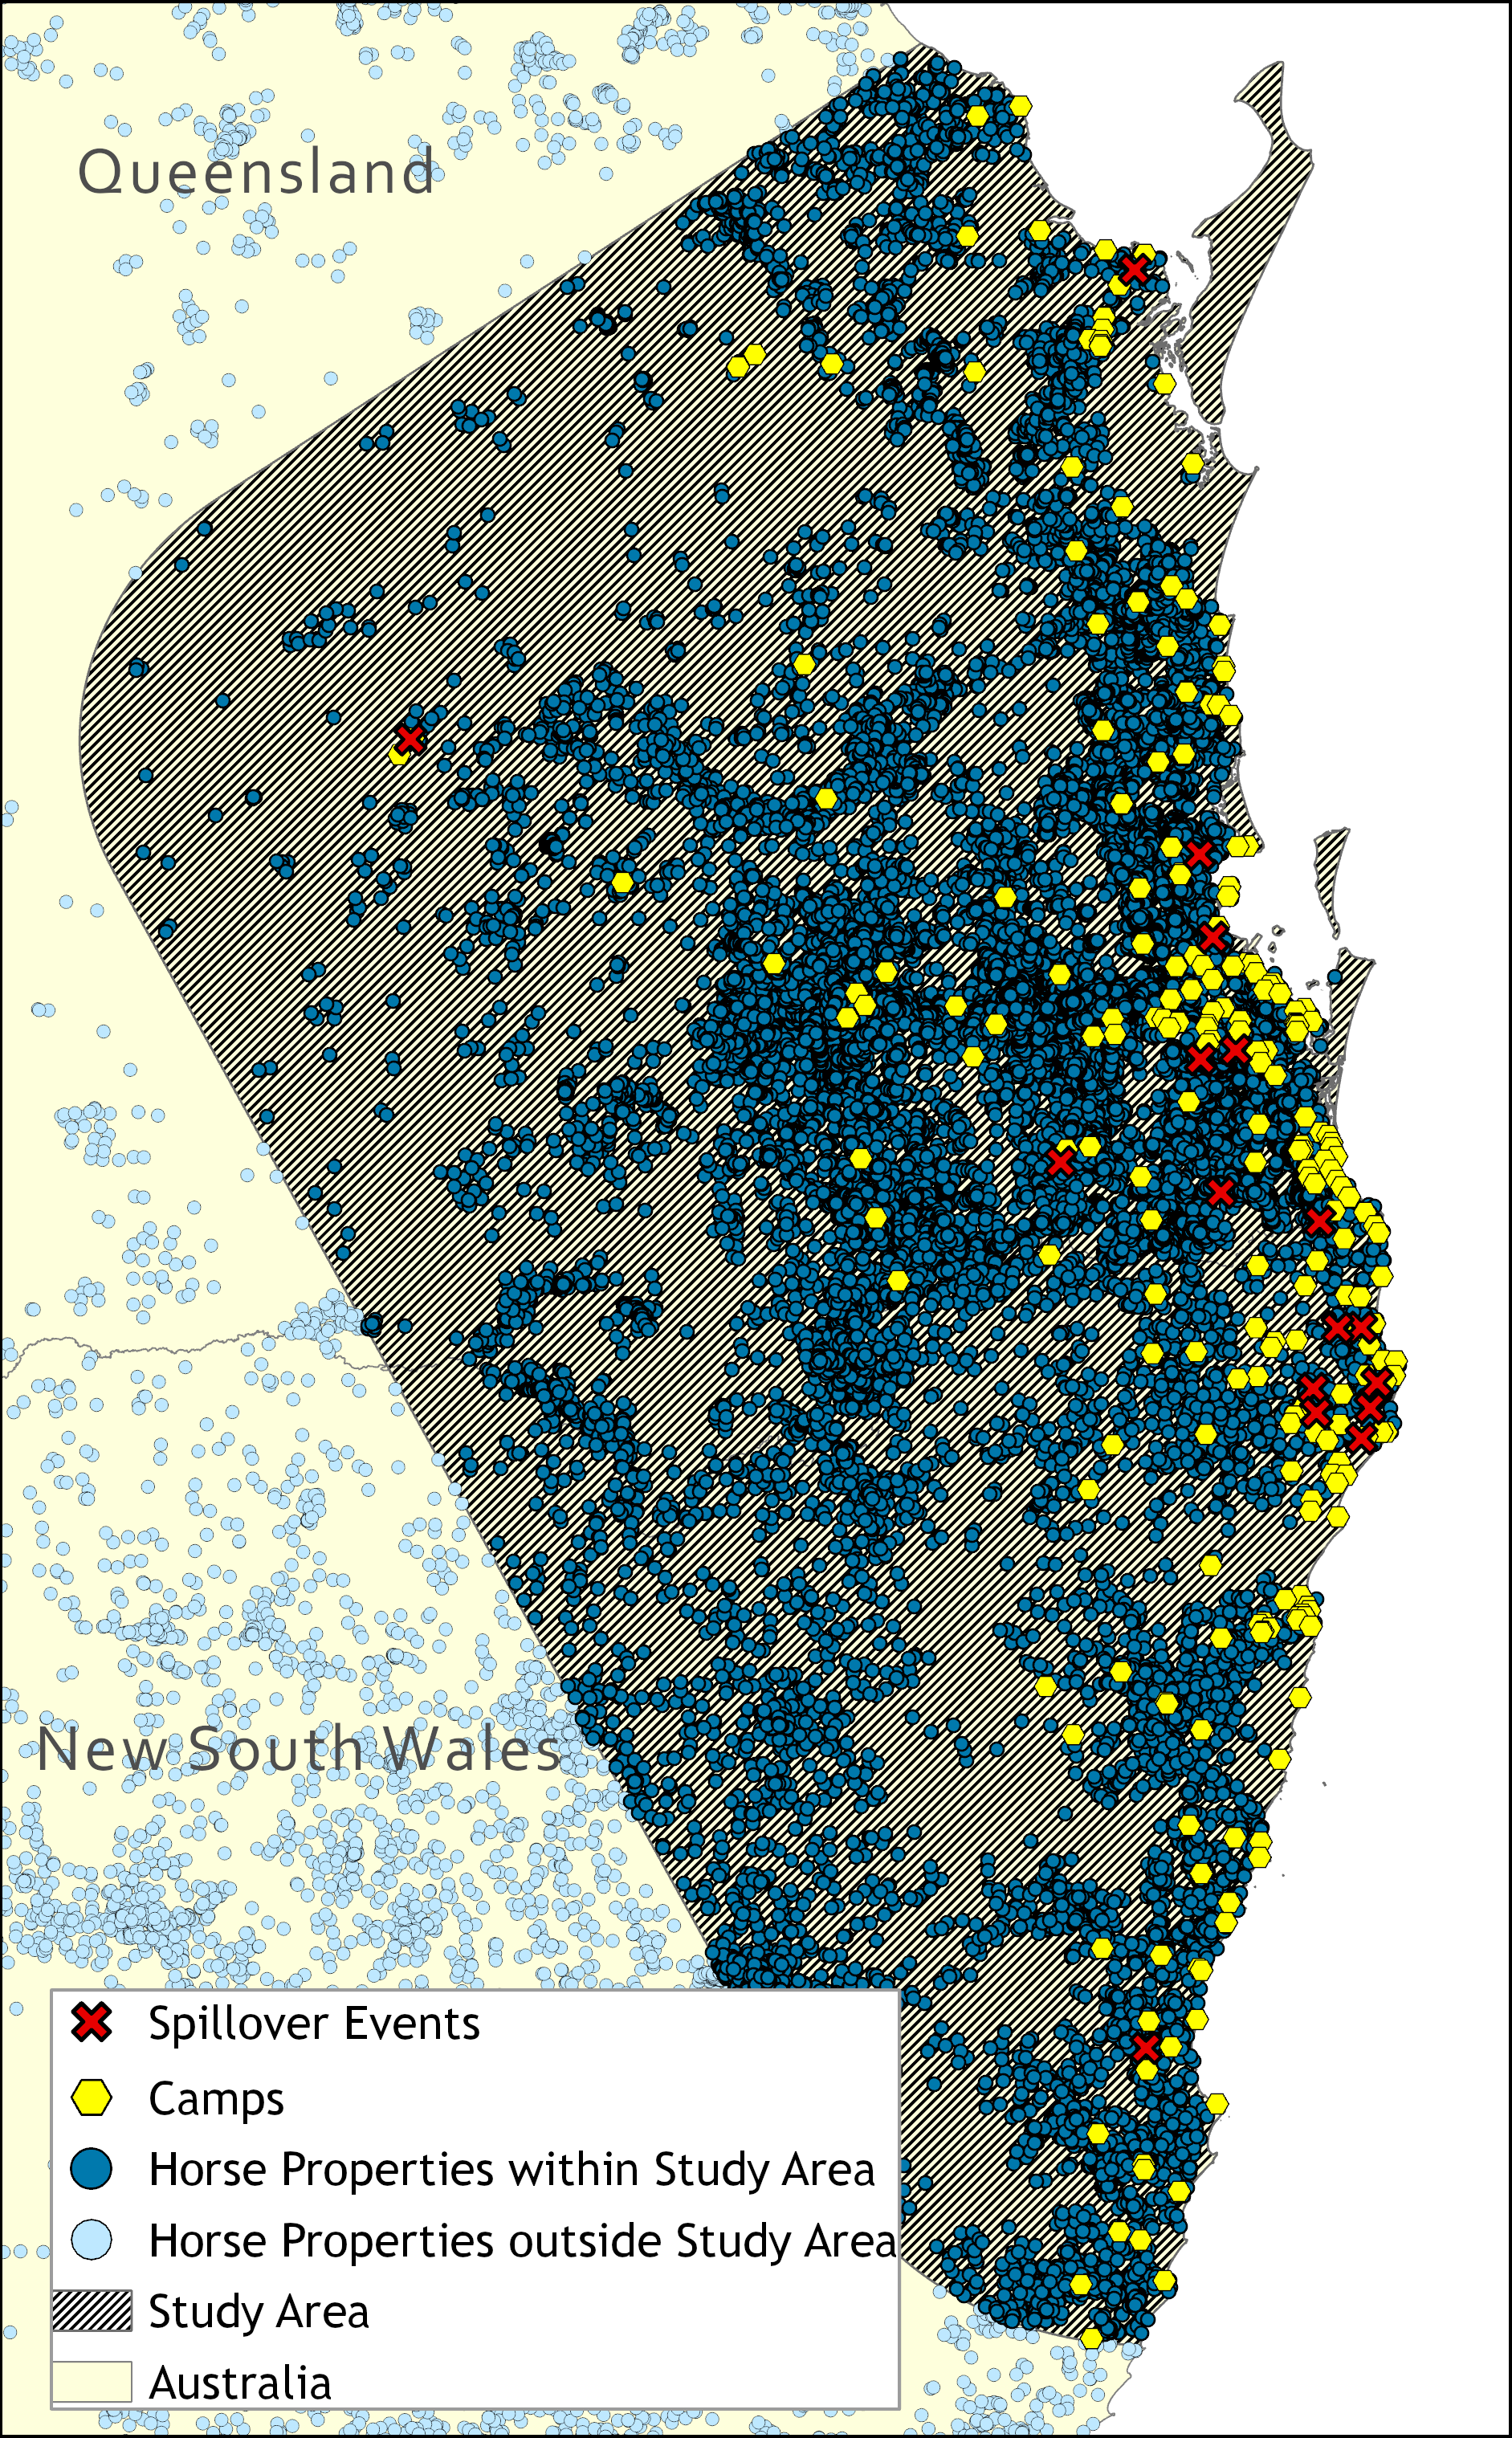 Queensland
New South Wales
Spillover Events
Camps
Horse Properties within Study Area
Horse Properties outside Study Area
Study Area
Australia